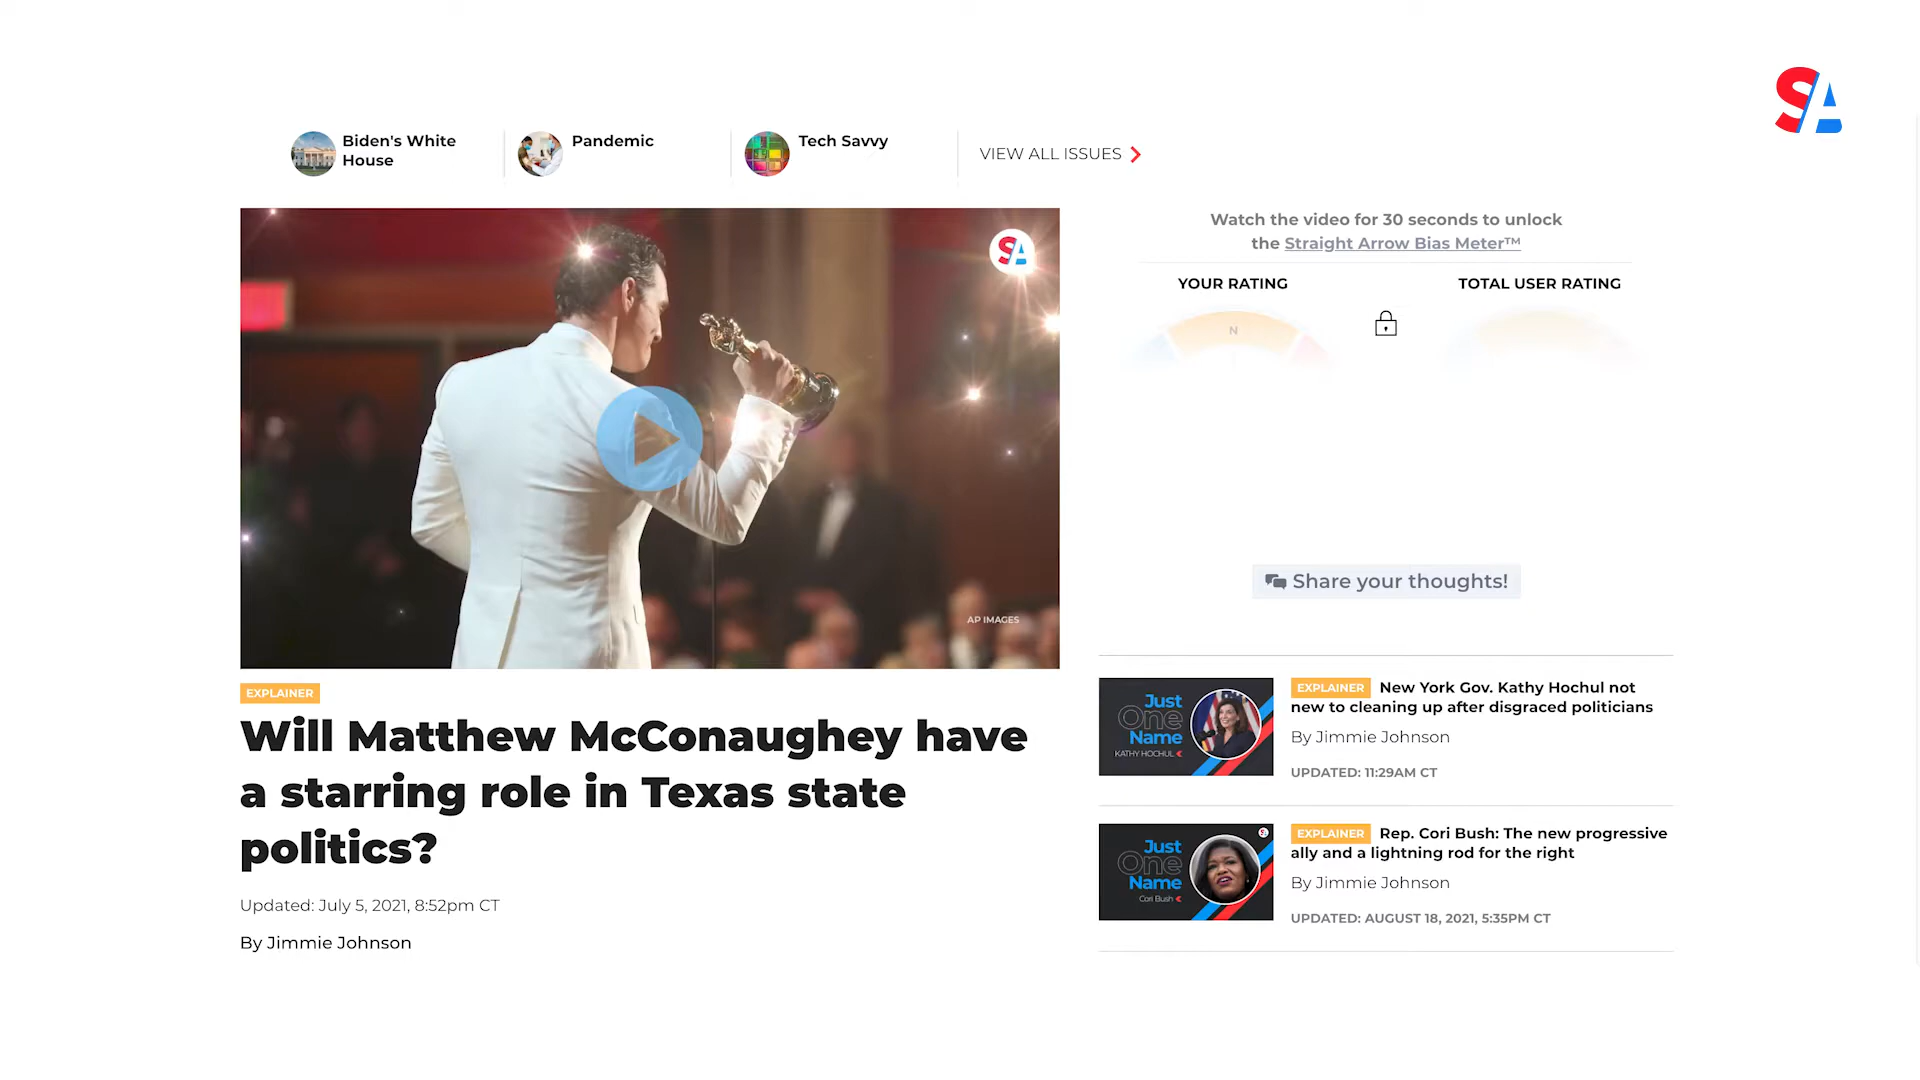 SA
Biden's White
House
Pandemic
Tech Savvy
VIEW ALL ISSUES
SA
AP IMAGES
EXPLAINER
Will Matthew McConaughey have
a starring role in Texas state
politics?
Updated: July 5, 2021, 8:52pm CT
By Jimmie Johnson
Watch the video for 30 seconds to unlock
the Straight Arrow Bias Meter™
YOUR RATING
TOTAL USER RATING
N
Share your thoughts!
Just
One
Name
KATHY HOCHUL
EXPLAINER New York Gov. Kathy Hochul not
new to cleaning up after disgraced politicians
By Jimmie Johnson
UPDATED: 11:29AM CT
Just
One
Name
Cori Bush
EXPLAINER Rep. Cori Bush: The new progressive
ally and a lightning rod for the right
By Jimmie Johnson
UPDATED: AUGUST 18, 2021, 5:35PM CT